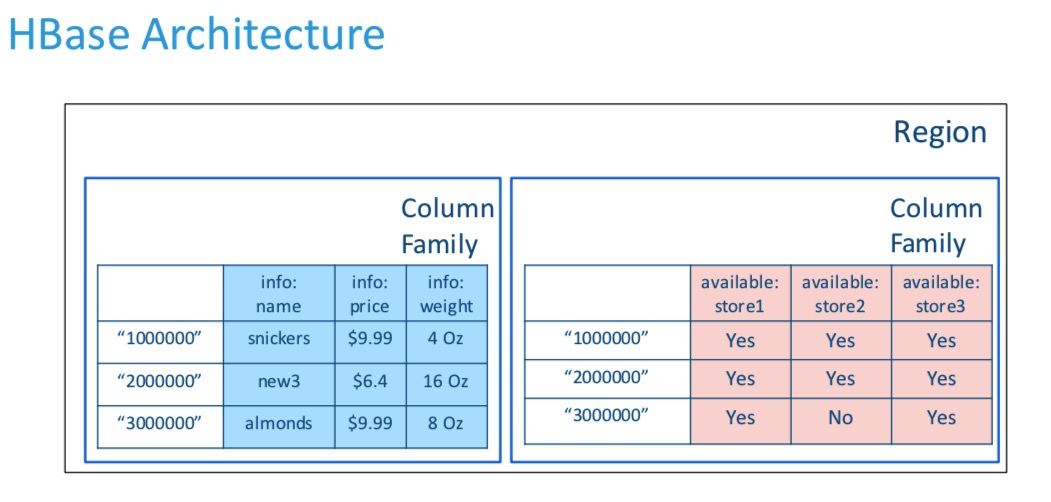 HBase Architecture
Region
Column
Family
info: info: info:
name price weight
“1000000” snickers $9.99 4 Oz
“2000000” new3 $6.4 16 Oz
“3000000” almonds $9.99 8 Oz
Column
Family
available: available: available:
store1 store2 store3
“1000000” Yes Yes Yes
“2000000” Yes Yes Yes
“3000000” Yes No Yes